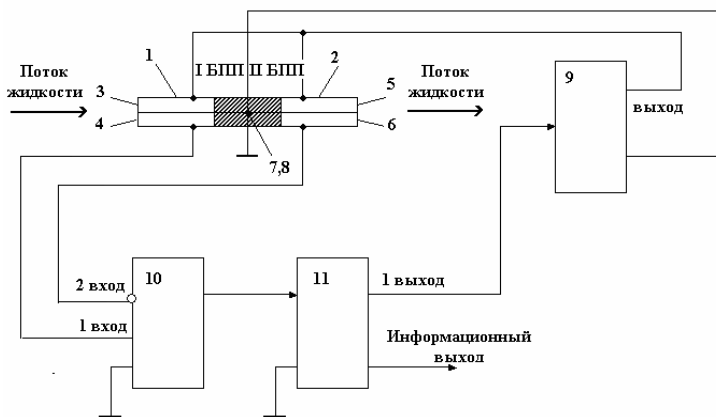 1
I БПП
II БПП
2
Поток
жидкости
3
4
5
6
Поток
жидкости
7,8
9
выход
10
2 вход
1 вход
11
1 выход
Информационный
выход